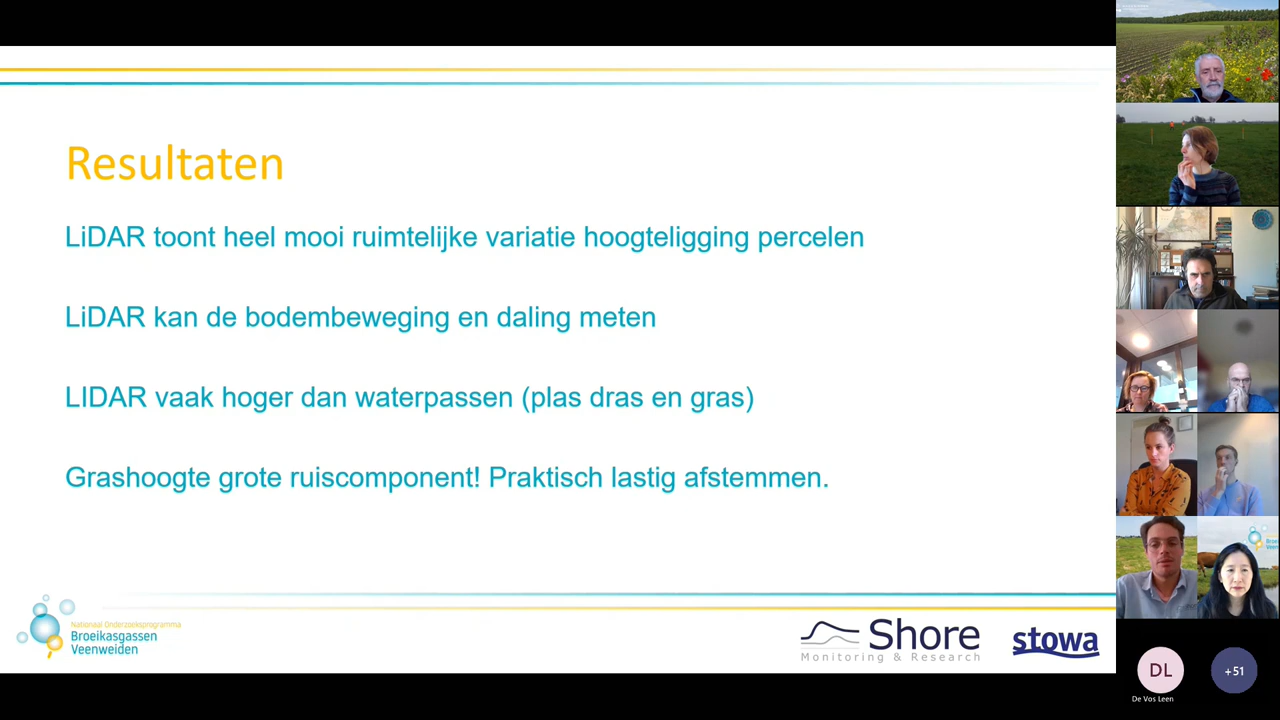 Resultaten
LiDAR toont heel mooi ruimtelijke variatie hoogteligging percelen
LiDAR kan de bodembeweging en daling meten
LIDAR vaak hoger dan waterpassen (plas dras en gras)
Grashoogte grote ruiscomponent! Praktisch lastig afstemmen.
Nationaal Onderzoeksprogramma
Broeikasgassen
Veenweiden
Shore
Monitoring & Research
stowa
DL
De Vos Leen
+51